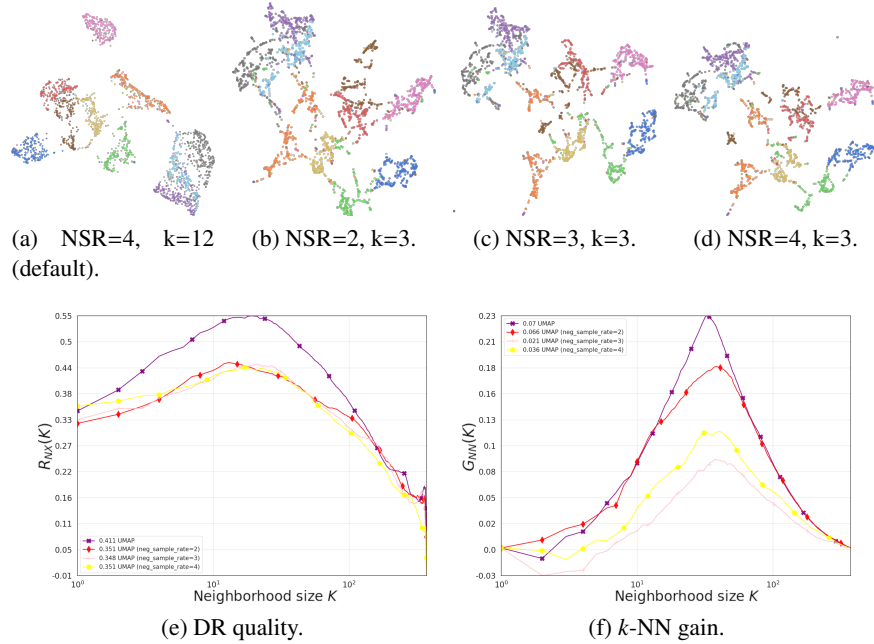 (a) NSR=4, k=12
(default).
(b) NSR=2, k=3.
(c) NSR=3, k=3.
(d) NSR=4, k=3.
0.55
0.5
0.44
0.38
0.33
0.27
0.22
0.16
0.11
0.05
-0.01
R_NX(K)
0.411 UMAP
0.351 UMAP (neg_sample_rate=2)
0.348 UMAP (neg_sample_rate=3)
0.351 UMAP (neg_sample_rate=4)
10^0
10^1
10^2
Neighborhood size K
(e) DR quality.
0.23
0.21
0.18
0.16
0.13
0.1
0.08
0.05
0.02
0.0
-0.03
G_NN(K)
0.07 UMAP
0.066 UMAP (neg_sample_rate=2)
0.021 UMAP (neg_sample_rate=3)
0.036 UMAP (neg_sample_rate=4)
10^0
10^1
10^2
Neighborhood size K
(f) k-NN gain.